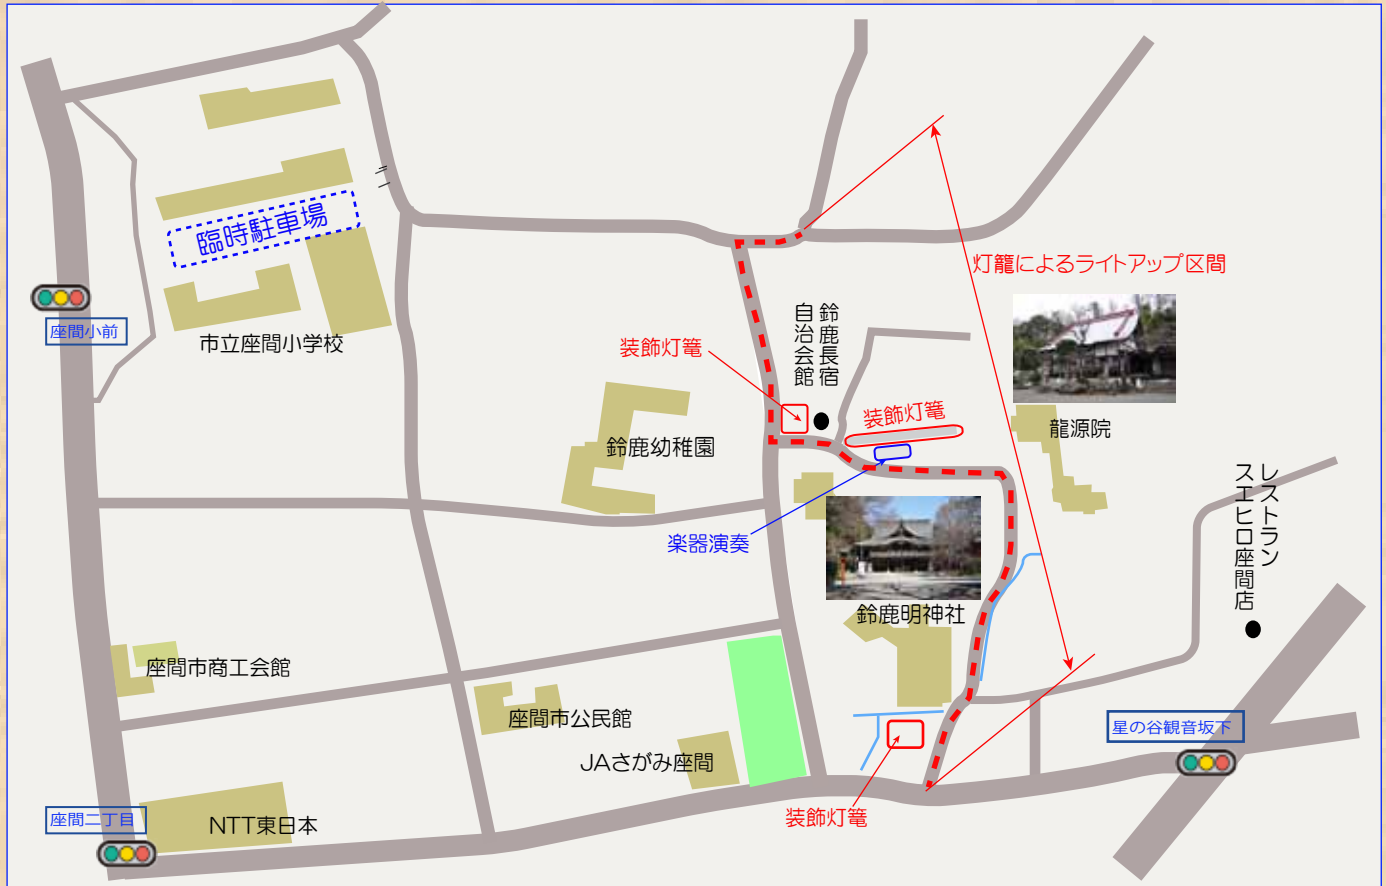 臨時駐車場
灯籠によるライトアップ区間
座間小前
市立座間小学校
装飾灯篭
鈴鹿長宿
自治会館
装飾灯篭
龍源院
鈴鹿幼稚園
レストラン
スエヒロ座間店
楽器演奏
鈴鹿明神社
座間市商工会館
座間市公民館
星の谷観音坂下
JAさがみ座間
装飾灯篭
座間二丁目
NTT東日本